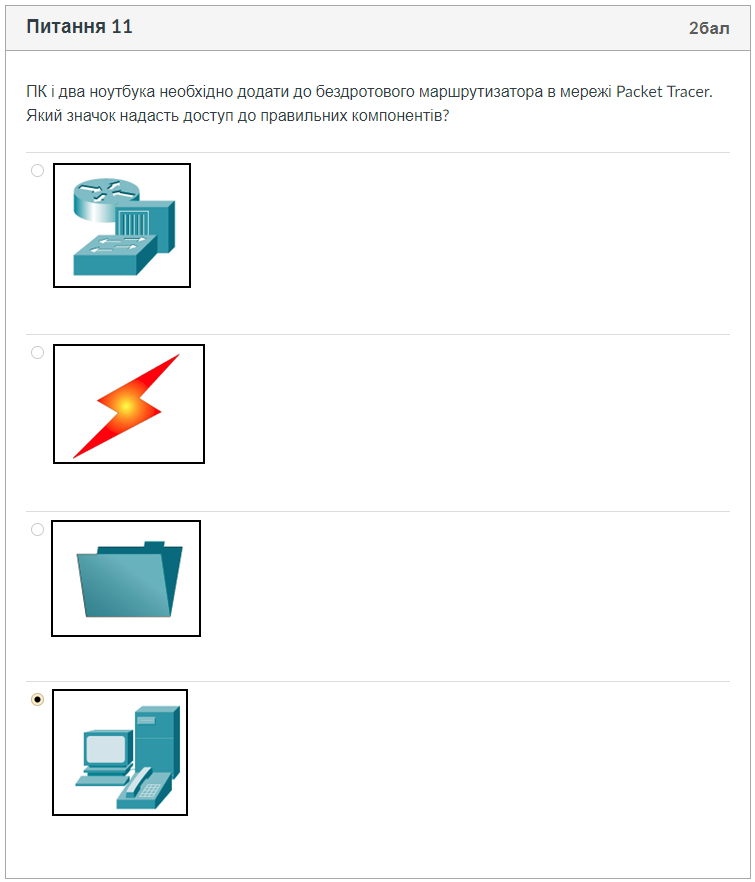 Питання 11
2бал
ПК і два ноутбука необхідно додати до бездротового маршрутизатора в мережі Packet Tracer.
Який значок надасть доступ до правильних компонентів?